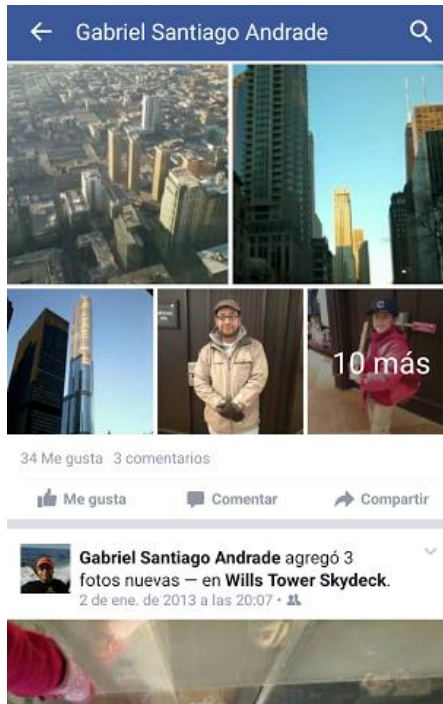 Gabriel Santiago Andrade
10 más
34 Me gusta 3 comentarios
Me gusta Comentar Compartir
Gabriel Santiago Andrade agregó 3
fotos nuevas — en Wills Tower Skydeck.
2 de ene. de 2013 a las 20:07 •